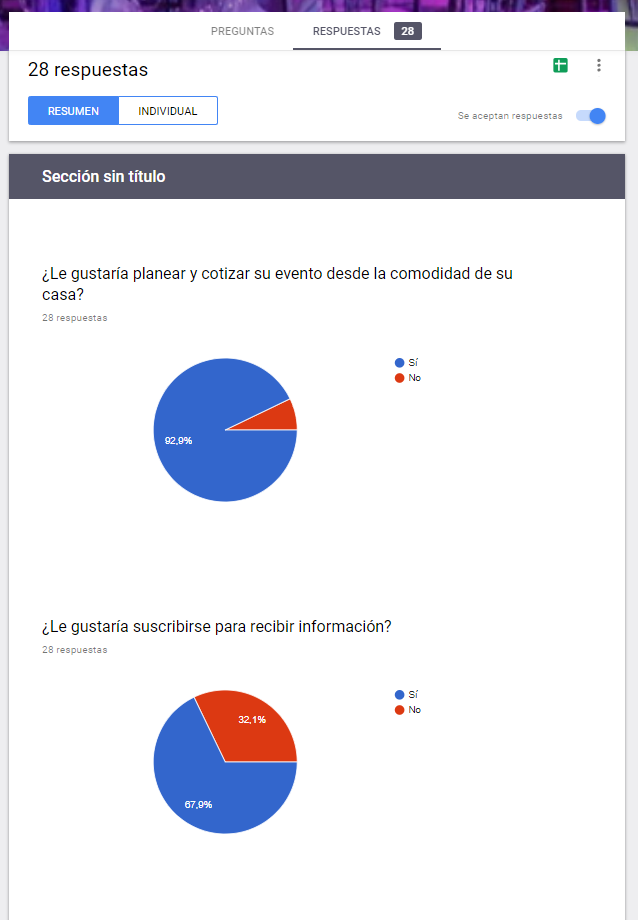 PREGUNTAS
RESPUESTAS 28
28 respuestas
RESUMEN INDIVIDUAL
Se aceptan respuestas
Sección sin título
¿Le gustaría planear y cotizar su evento desde la comodidad de su
casa?
28 respuestas
Sí
No
92,9%
¿Le gustaría suscribirse para recibir información?
28 respuestas
Sí
No
32,1%
67,9%